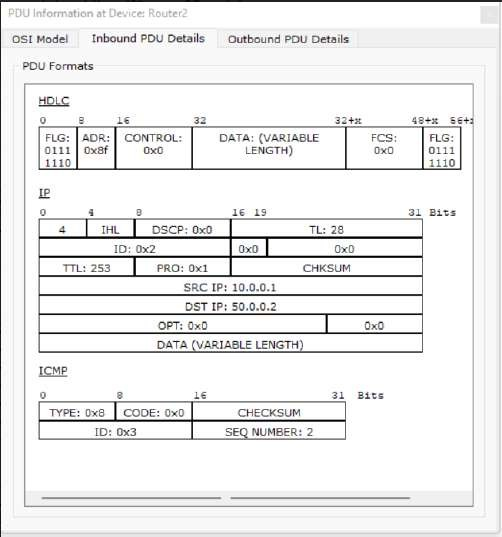 PDU Information at Device: Router2
OSI Model Inbound PDU Details Outbound PDU Details
PDU Formats
HDLC
0 8 16 32 32+x 48+x 56+x
FLG: 0111 1110 ADR: 0x8f CONTROL: 0x0 DATA: (VARIABLE LENGTH) FCS: 0x0 FLG: 0111 1110
IP
0 4 8 16 19 31 Bits
4 IHL DSCP: 0x0 TL: 28
ID: 0x2 0x0 0x0
TTL: 253 PRO: 0x1 CHKSUM
SRC IP: 10.0.0.1
DST IP: 50.0.0.2
OPT: 0x0 0x0
DATA (VARIABLE LENGTH)
ICMP
0 8 16 31 Bits
TYPE: 0x8 CODE: 0x0 CHECKSUM
ID: 0x3 SEQ NUMBER: 2